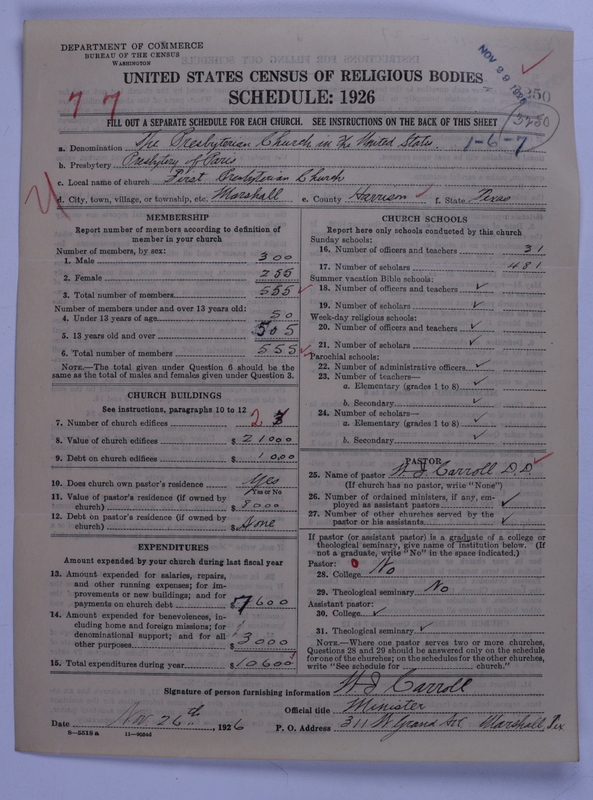 DEPARTMENT OF COMMERCE
BUREAU OF THE CENSUS
WASHINGTON
NOV 29 1926
UNITED STATES CENSUS OF RELIGIOUS BODIES
SCHEDULE: 1926
77
250
3250
FILL OUT A SEPARATE SCHEDULE FOR EACH CHURCH. SEE INSTRUCTIONS ON THE BACK OF THIS SHEET
a. Denomination The Presbyterian Church in the United States.
1-6-7
b. Presbytery Presbytery of Paris
c. Local name of church First Presbyterian Church
d. City, town, village, or township, etc. Marshall e. County Harrison f. State Texas
MEMBERSHIP
Report number of members according to definition of
member in your church
Number of members, by sex:
1. Male 300
2. Female 255
3. Total number of members 555
Number of members under and over 13 years old:
4. Under 13 years of age 50
5. 13 years old and over 505
6. Total number of members 555
NOTE.—The total given under Question 6 should be the
same as the total of males and females given under Question 3.
CHURCH BUILDINGS
See instructions, paragraphs 10 to 12
7. Number of church edifices 2 3
8. Value of church edifices $21000
9. Debt on church edifices $1000
10. Does church own pastor's residence Yes
Yes or No
11. Value of pastor's residence (if owned by
church) $8000
12. Debt on pastor's residence (if owned by
church) $None
EXPENDITURES
Amount expended by your church during last fiscal year
13. Amount expended for salaries, repairs,
and other running expenses; for im-
provements or new buildings; and for
payments on church debt $7600
14. Amount expended for benevolences, in-
cluding home and foreign missions; for
denominational support; and for all
other purposes $3000
15. Total expenditures during year $10600
CHURCH SCHOOLS
Report here only schools conducted by this church
Sunday schools:
16. Number of officers and teachers 31
17. Number of scholars 481
Summer vacation Bible schools:
18. Number of officers and teachers ✓
19. Number of scholars ✓
Week-day religious schools:
20. Number of officers and teachers ✓
21. Number of scholars ✓
Parochial schools:
22. Number of administrative officers ✓
23. Number of teachers—
a. Elementary (grades 1 to 8) ✓
b. Secondary ✓
24. Number of scholars—
a. Elementary (grades 1 to 8) ✓
b. Secondary ✓
PASTOR
25. Name of pastor W J Carroll D.D.
(If church has no pastor, write "None")
26. Number of ordained ministers, if any, em-
ployed as assistant pastors ✓
27. Number of other churches served by the
pastor or his assistants ✓
If pastor (or assistant pastor) is a graduate of a college or
theological seminary, give name of institution below. (If
not a graduate, write "No" in the space indicated.)
Pastor:
28. College No
29. Theological seminary No
Assistant pastor:
30. College ✓
31. Theological seminary ✓
NOTE.—Where one pastor serves two or more churches,
Questions 28 and 29 should be answered only on the schedule
for one of the churches; on the schedules for the other churches,
write "See schedule for church."
Signature of person furnishing information W J Carroll
Official title Minister
Date Nov. 26th, 1926 P. O. Address 311 W Grand Ave Marshall, Tex
8—5518a 11—9